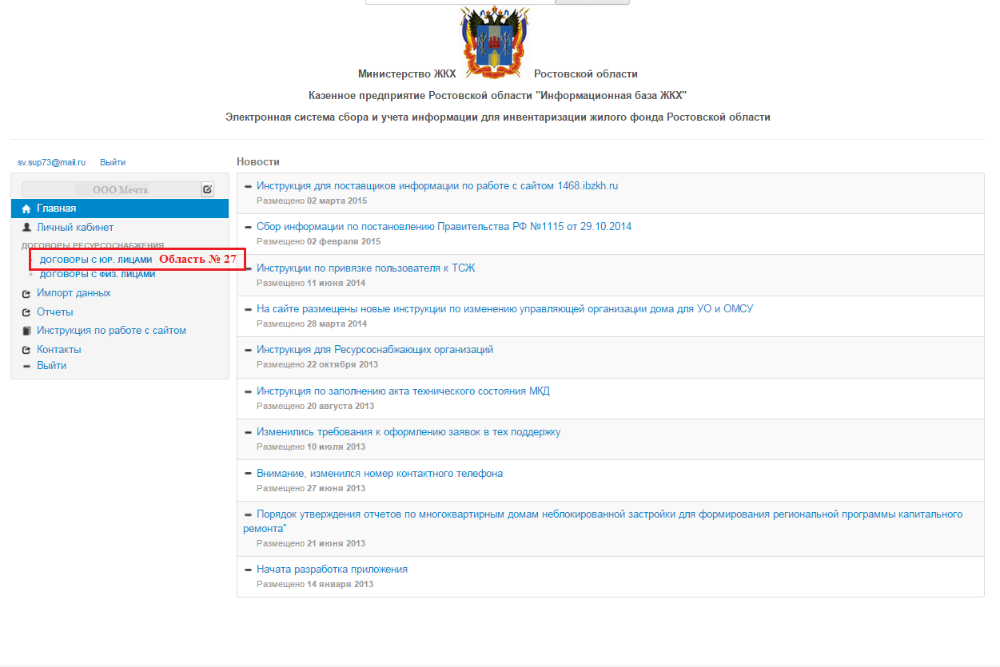 Министерство ЖКХ Ростовской области
Казенное предприятие Ростовской области "Информационная база ЖКХ"
Электронная система сбора и учета информации для инвентаризации жилого фонда Ростовской области
sv.sup73@mail.ru Выйти
ООО Мечта
Главная
Личный кабинет
ДОГОВОРЫ РЕСУРСОСНАБЖЕНИЯ
ДОГОВОРЫ С ЮР. ЛИЦАМИ Область № 27
ДОГОВОРЫ С ФИЗ. ЛИЦАМИ
Импорт данных
Отчеты
Инструкция по работе с сайтом
Контакты
Выйти
Новости
Инструкция для поставщиков информации по работе с сайтом 1468.ibzkh.ru
Размещено 02 марта 2015
Сбор информации по постановлению Правительства РФ №1115 от 29.10.2014
Размещено 02 февраля 2015
Инструкции по привязке пользователя к ТСЖ
Размещено 11 июня 2014
На сайте размещены новые инструкции по изменению управляющей организации дома для УО и ОМСУ
Размещено 28 марта 2014
Инструкция для Ресурсоснабжающих организаций
Размещено 22 октября 2013
Инструкция по заполнению акта технического состояния МКД
Размещено 20 августа 2013
Изменились требования к оформлению заявок в тех поддержку
Размещено 10 июля 2013
Внимание, изменился номер контактного телефона
Размещено 27 июня 2013
Порядок утверждения отчетов по многоквартирным домам неблокированной застройки для формирования региональной программы капитального
ремонта"
Размещено 21 июня 2013
Начата разработка приложения
Размещено 14 января 2013